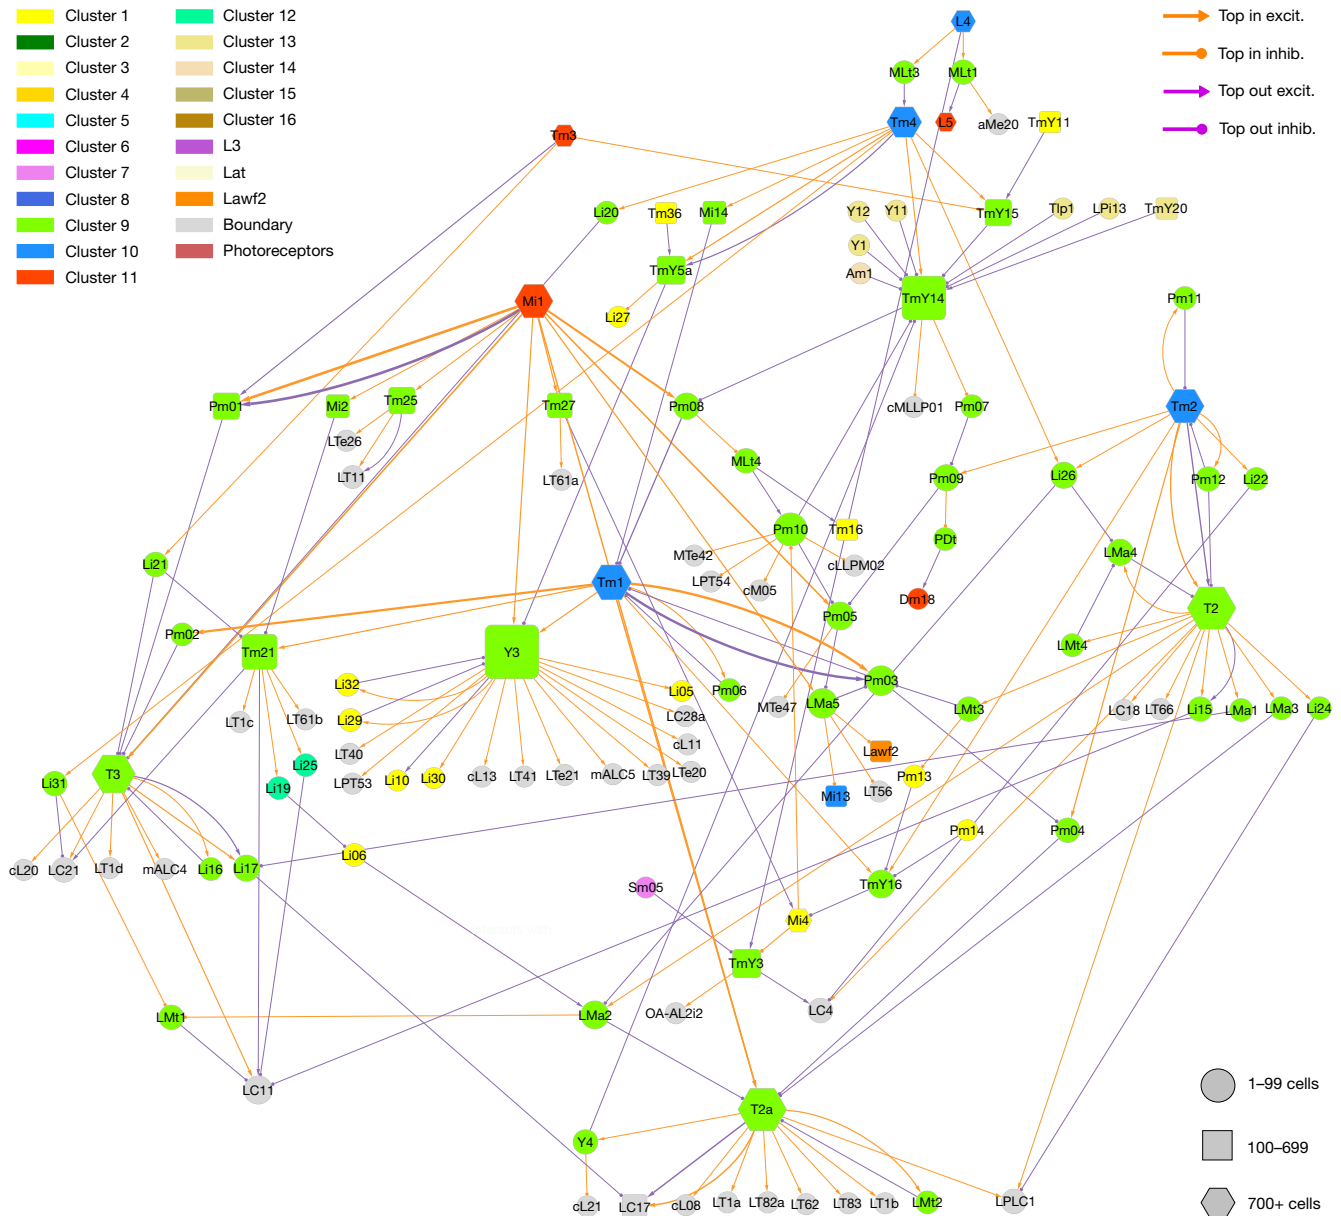 Cluster 1
Cluster 2
Cluster 3
Cluster 4
Cluster 5
Cluster 6
Cluster 7
Cluster 8
Cluster 9
Cluster 10
Cluster 11
Cluster 12
Cluster 13
Cluster 14
Cluster 15
Cluster 16
L3
Lat
Lawf2
Boundary
Photoreceptors
Top in excit.
Top in inhib.
Top out excit.
Top out inhib.
L4
MLt3
MLt1
Tm4
L5
aMe20
TmY11
Tm3
Li20
Tm36
Mi14
Y12
Y11
TmY15
Tlp1
LPi13
TmY20
Y1
Am1
TmY5a
TmY14
Mi1
Li27
Pm11
Pm01
Mi2
Tm25
Tm27
Pm08
cMLLP01
Pm07
Tm2
LTe26
LT11
LT61a
MLt4
Pm09
Li26
Pm12
Li22
Pm10
Tm16
PDt
MTe42
LPT54
cM05
cLLPM02
LMa4
Li21
Tm1
Dm18
Pm05
T2
Pm02
Tm21
Y3
LMt4
Li32
Li05
Pm06
Pm03
Li29
LC28a
MTe47
LMa5
LMt3
LC18
LT66
Li15
LMa1
LMa3
Li24
LT1c
LT61b
LT40
cL11
Lawf2
Li25
LPT53
Li10
Li30
cL13
LT41
LTe21
mALC5
LT39
LTe20
T3
Li31
Li19
Pm13
Mi13
LT56
Pm14
Pm04
cL20
LC21
LT1d
mALC4
Li16
Li17
Li06
Sm05
TmY16
Mi4
TmY3
LMt1
LMa2
OA-AL2i2
LC4
LC11
T2a
Y4
cL21
LC17
cL08
LT1a
LT82a
LT62
LT83
LT1b
LMt2
LPLC1
1–99 cells
100–699
700+ cells